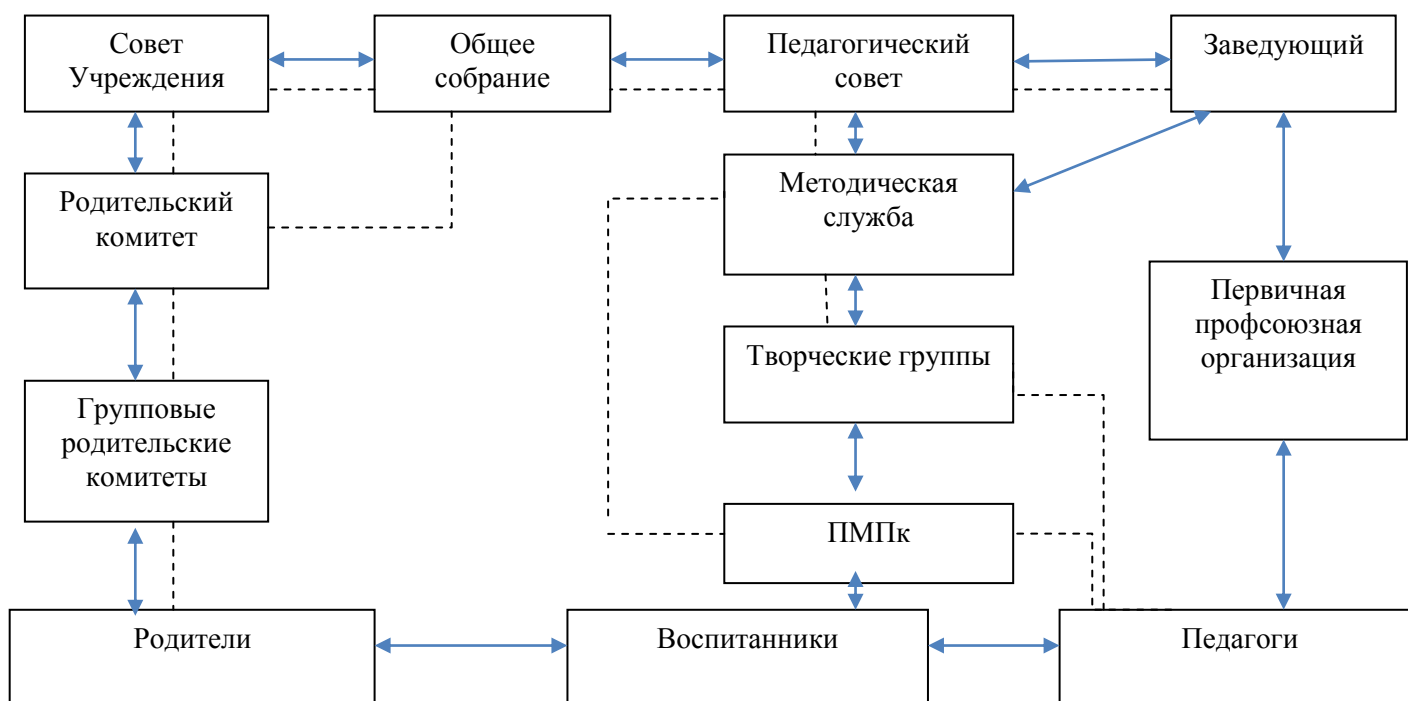 Совет
Учреждения
Общее
собрание
Педагогический
совет
Заведующий
Родительский
комитет
Методическая
служба
Первичная
профсоюзная
организация
Творческие группы
Групповые
родительские
комитеты
ПМПк
Родители
Воспитанники
Педагоги